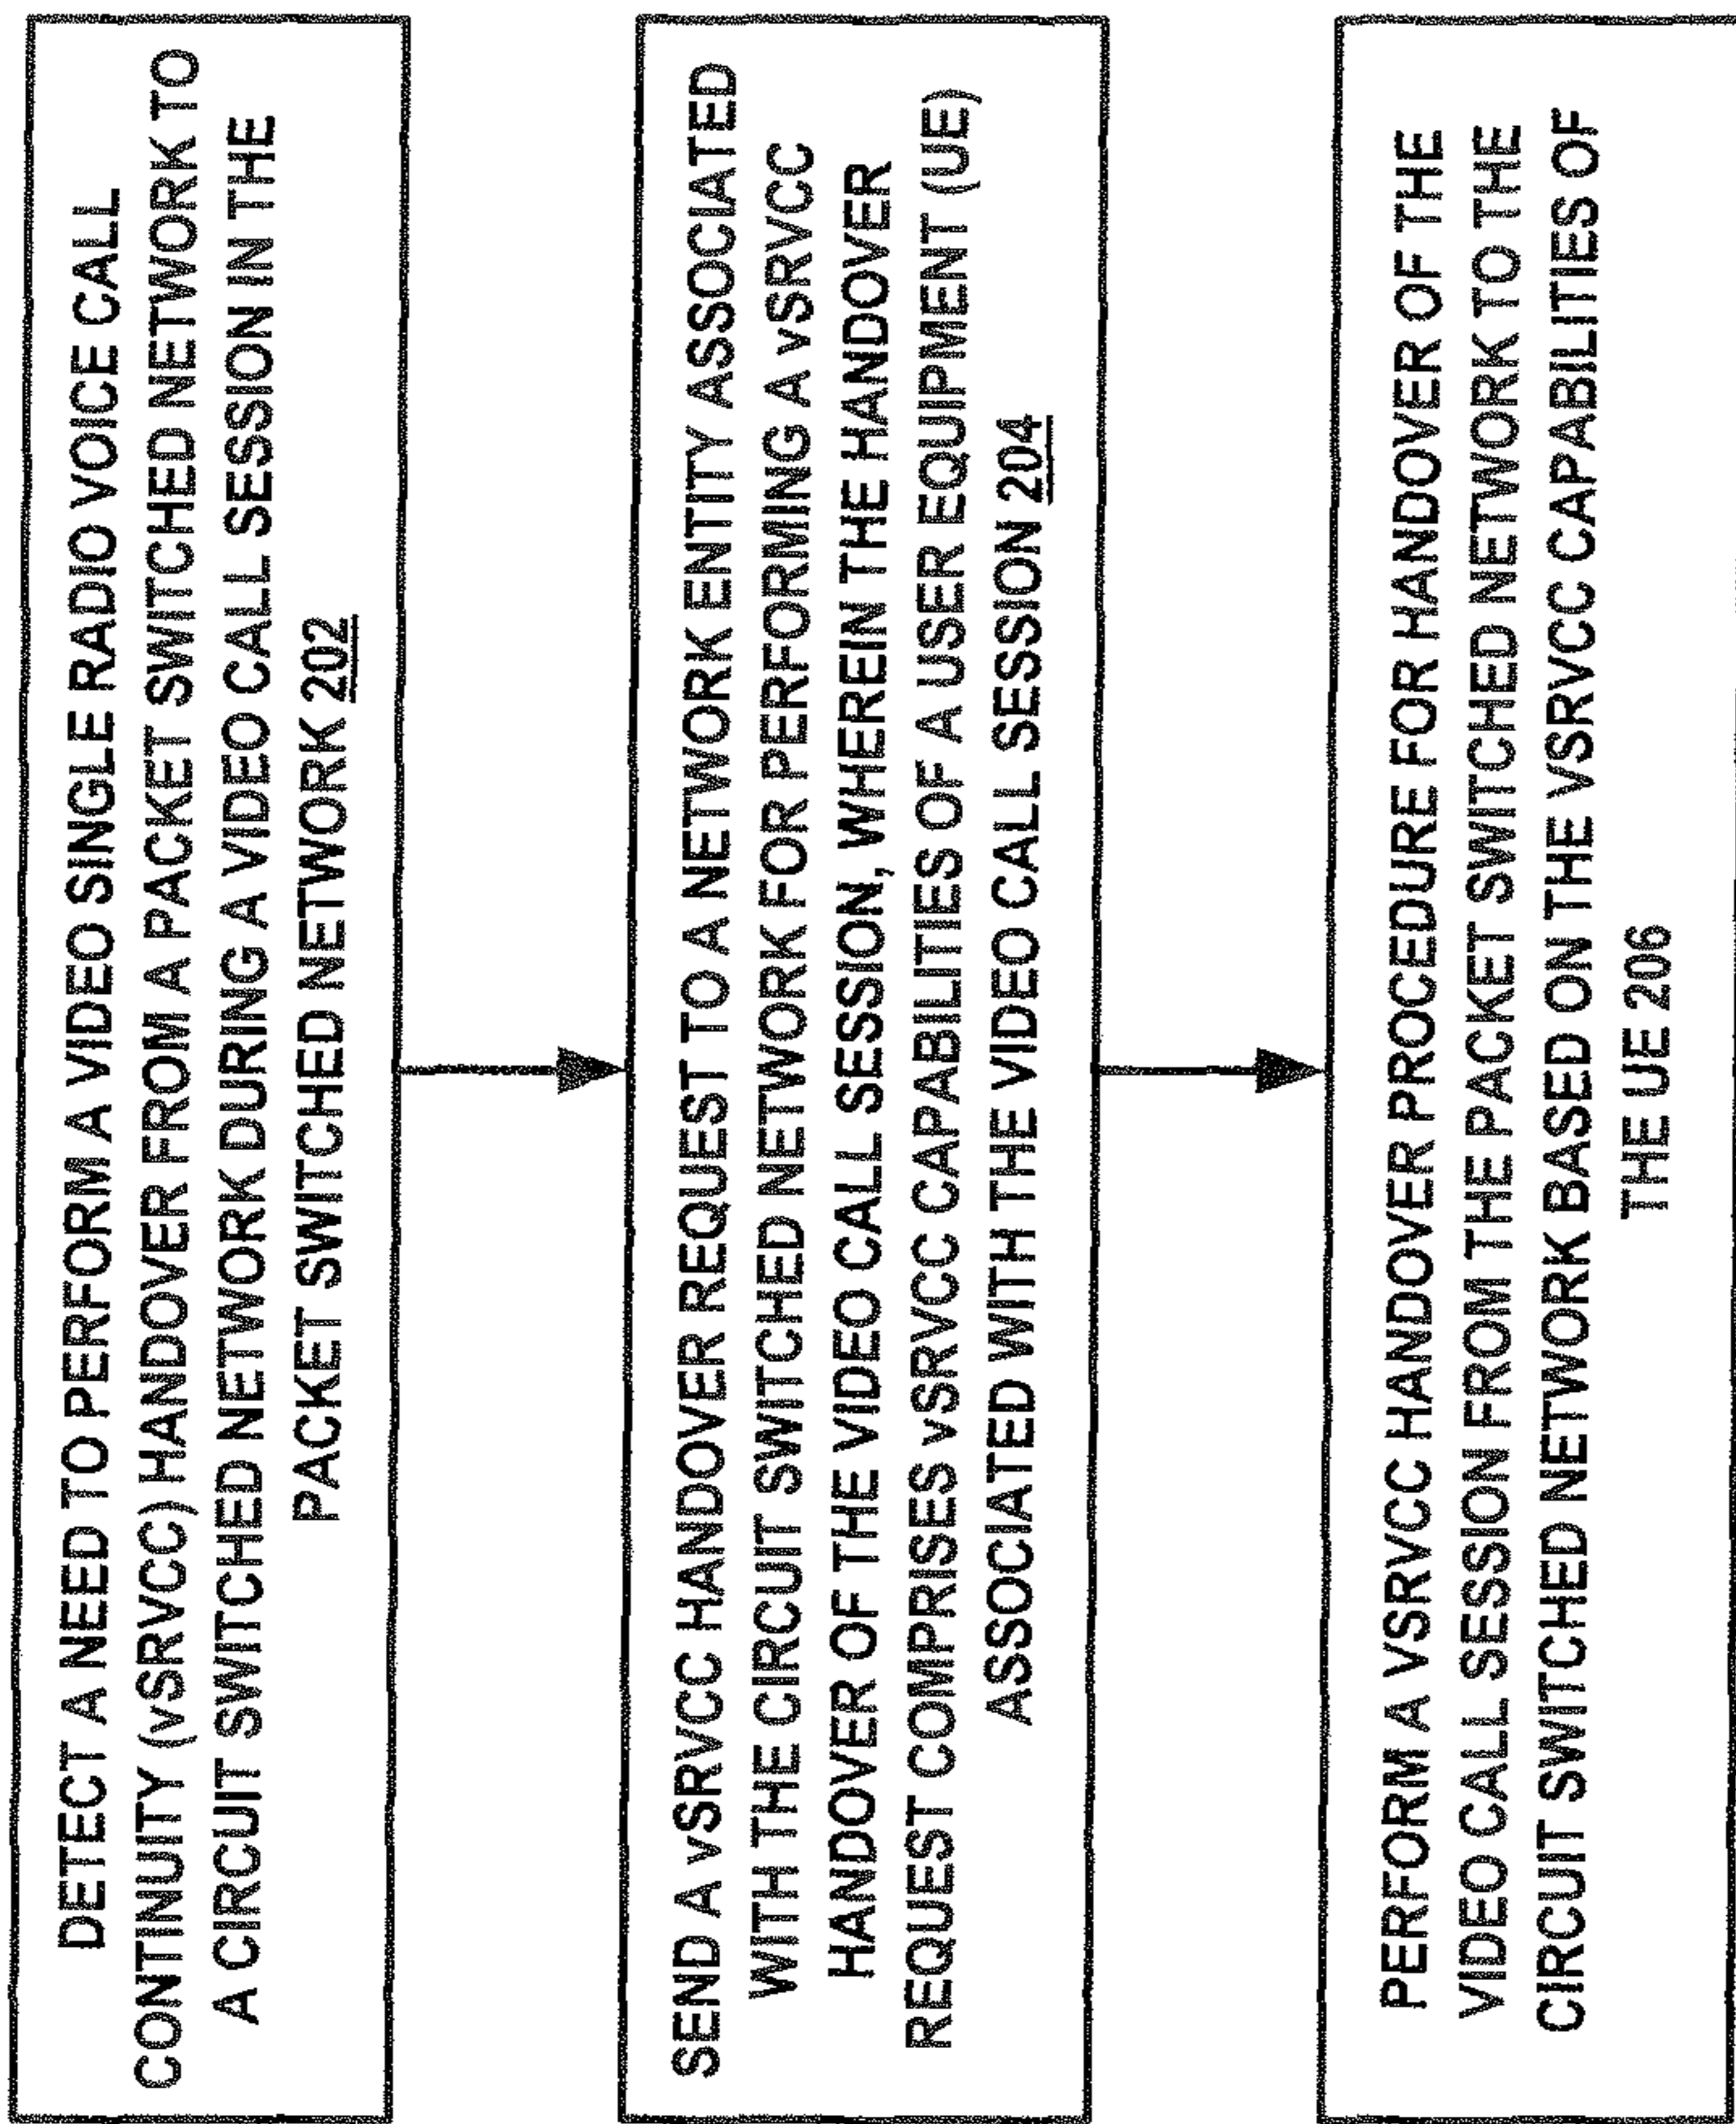 DETECT A NEED TO PERFORM A VIDEO SINGLE RADIO VOICE CALL
CONTINUITY (vSRVCC) HANDOVER FROM A PACKET SWITCHED NETWORK TO
A CIRCUIT SWITCHED NETWORK DURING A VIDEO CALL SESSION IN THE
PACKET SWITCHED NETWORK 202
SEND A vSRVCC HANDOVER REQUEST TO A NETWORK ENTITY ASSOCIATED
WITH THE CIRCUIT SWITCHED NETWORK FOR PERFORMING A vSRVCC
HANDOVER OF THE VIDEO CALL SESSION, WHEREIN THE HANDOVER
REQUEST COMPRISES vSRVCC CAPABILITIES OF A USER EQUIPMENT (UE)
ASSOCIATED WITH THE VIDEO CALL SESSION 204
PERFORM A VSRVCC HANDOVER PROCEDURE FOR HANDOVER OF THE
VIDEO CALL SESSION FROM THE PACKET SWITCHED NETWORK TO THE
CIRCUIT SWITCHED NETWORK BASED ON THE VSRVCC CAPABILITIES OF
THE UE 206